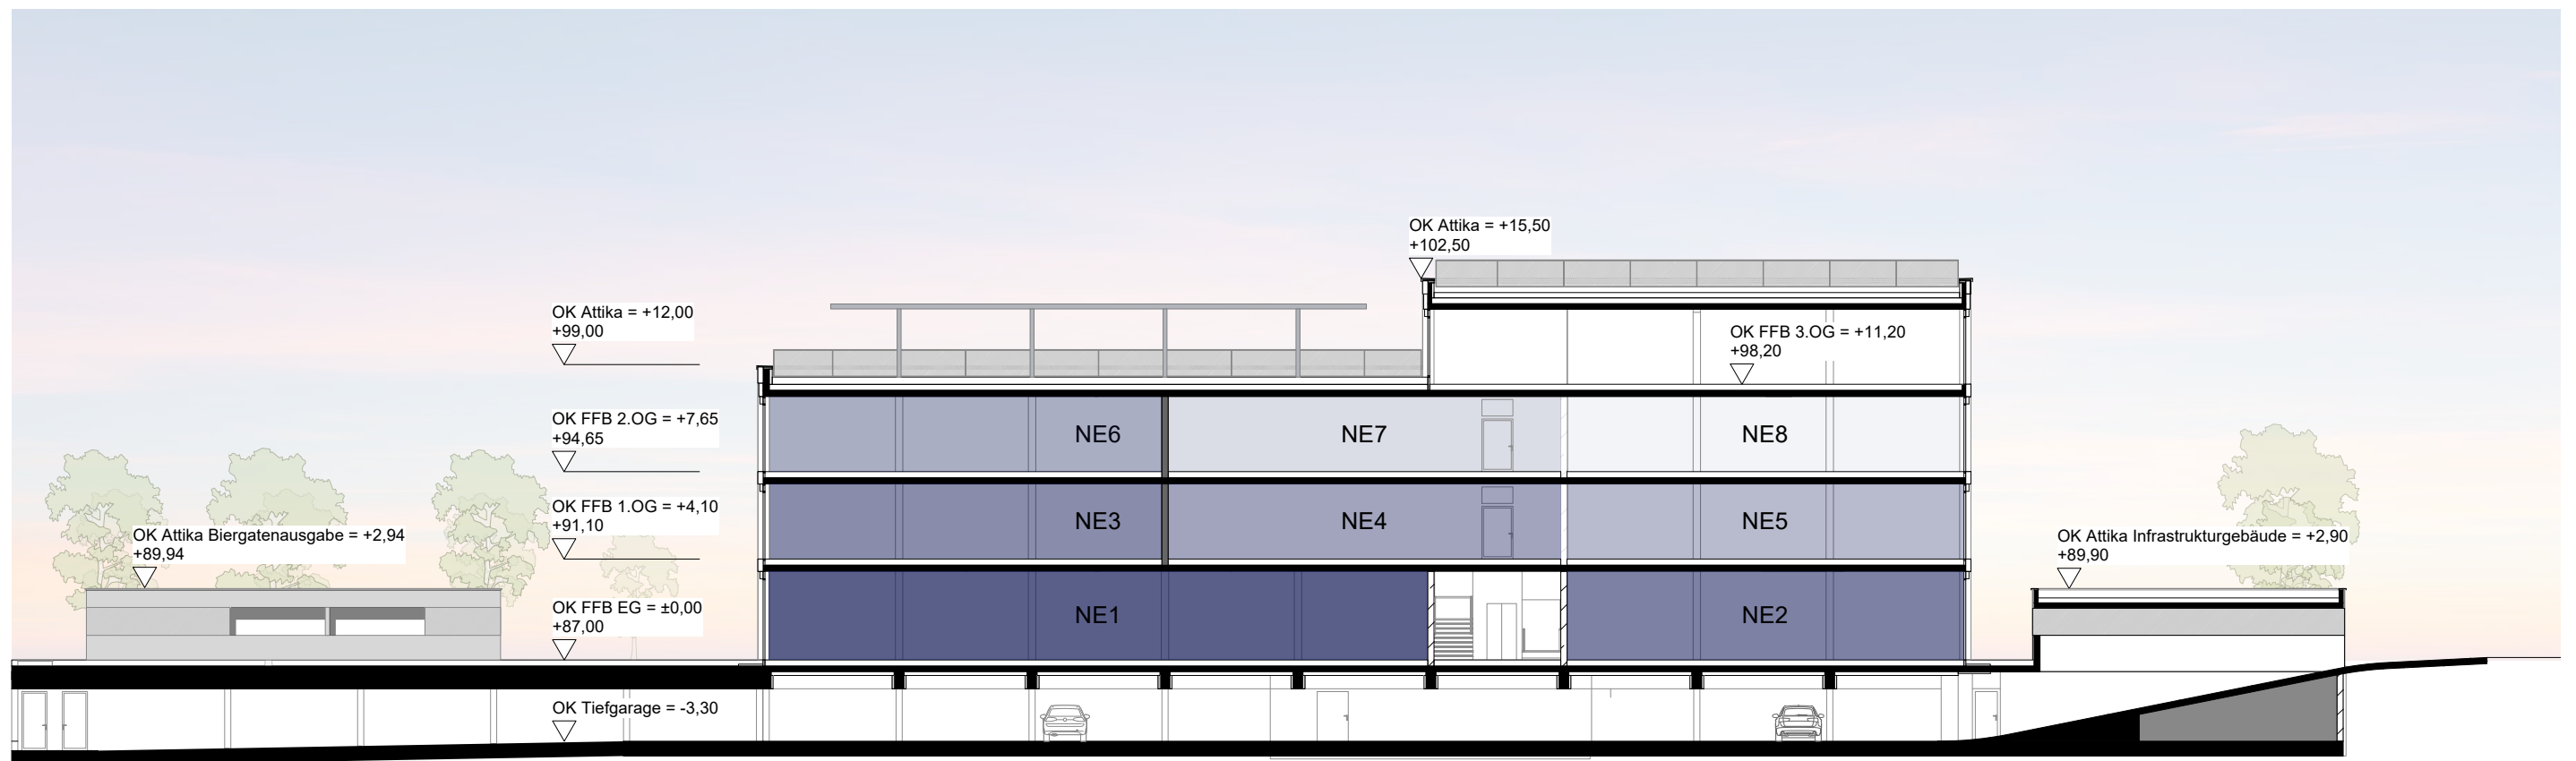 OK Attika = +15,50
+102,50
OK Attika = +12,00
+99,00
OK FFB 3.OG = +11,20
+98,20
OK FFB 2.OG = +7,65
+94,65
NE6
NE7
NE8
OK FFB 1.OG = +4,10
+91,10
NE3
NE4
NE5
OK Attika Biergatenausgabe = +2,94
+89,94
OK Attika Infrastrukturgebäude = +2,90
+89,90
OK FFB EG = ±0,00
+87,00
NE1
NE2
OK Tiefgarage = -3,30